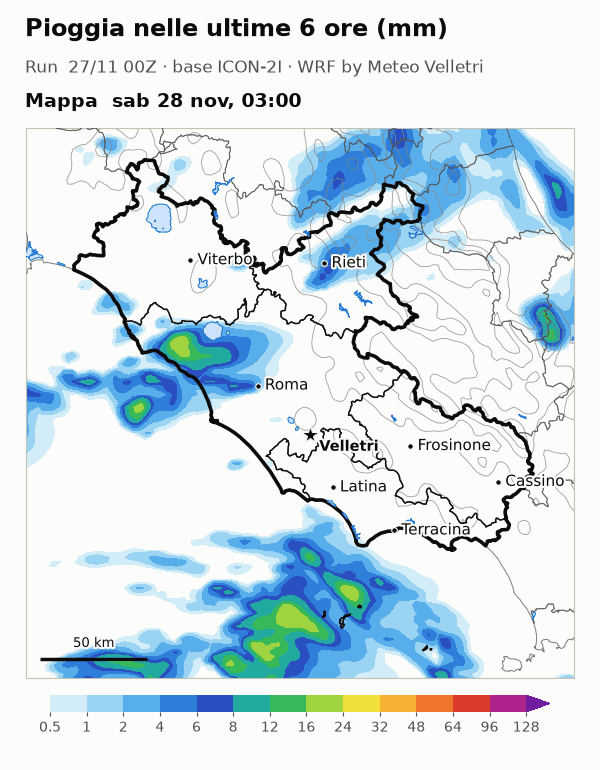 Pioggia nelle ultime 6 ore (mm)
Run 27/11 00Z · base ICON-2I · WRF by Meteo Velletri
Mappa sab 28 nov, 03:00
Viterbo
Rieti
Roma
Velletri
Frosinone
Cassino
Latina
Terracina
50 km
0.5 1 2 4 6 8 12 16 24 32 48 64 96 128